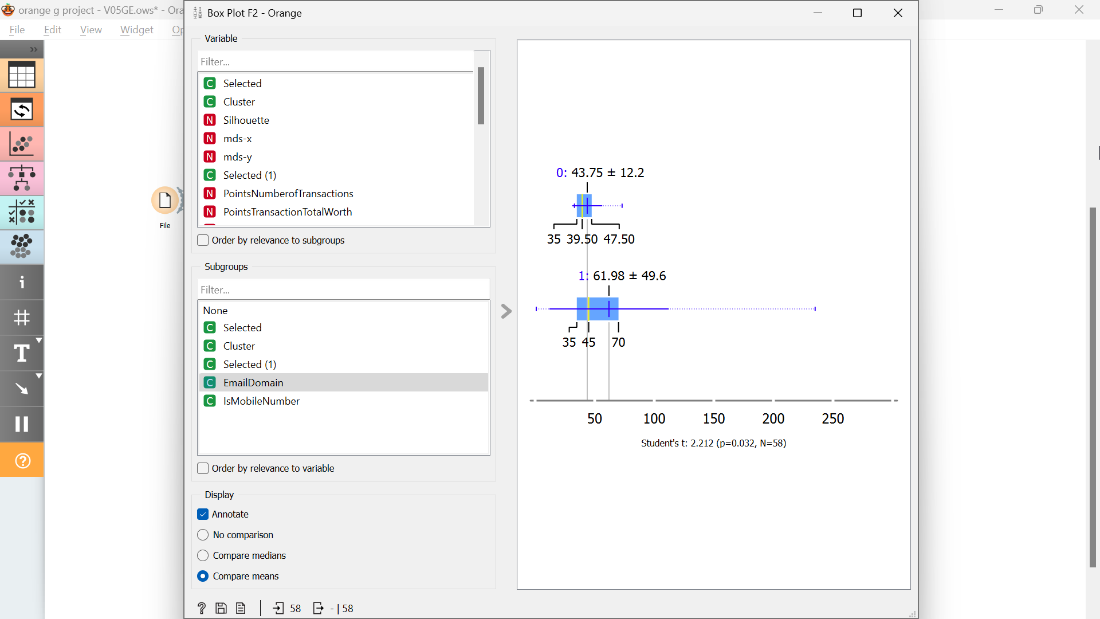 orange g project - V05GE.ows* - Ora
Box Plot F2 - Orange
File Edit View Widget Op
Variable
Filter...
C Selected
C Cluster
N Silhouette
N mds-x
N mds-y
C Selected (1)
N PointsNumberofTransactions
N PointsTransactionTotalWorth
Order by relevance to subgroups
Subgroups
Filter...
None
C Selected
C Cluster
C Selected (1)
C EmailDomain
C IsMobileNumber
Order by relevance to variable
Display
Annotate
No comparison
Compare medians
Compare means
? 58 - | 58
File
0: 43.75 ± 12.2
35 39.50 47.50
1: 61.98 ± 49.6
35 45 70
50 100 150 200 250
Student's t: 2.212 (p=0.032, N=58)
»
i
#
T
?